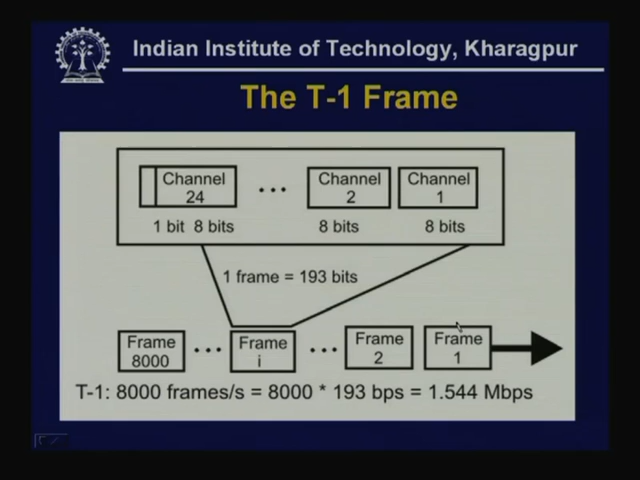 Indian Institute of Technology, Kharagpur
The T-1 Frame
Channel 24 ... Channel 2 Channel 1
1 bit 8 bits 8 bits 8 bits
1 frame = 193 bits
Frame 8000 ... Frame i ... Frame 2 Frame 1
T-1: 8000 frames/s = 8000 * 193 bps = 1.544 Mbps